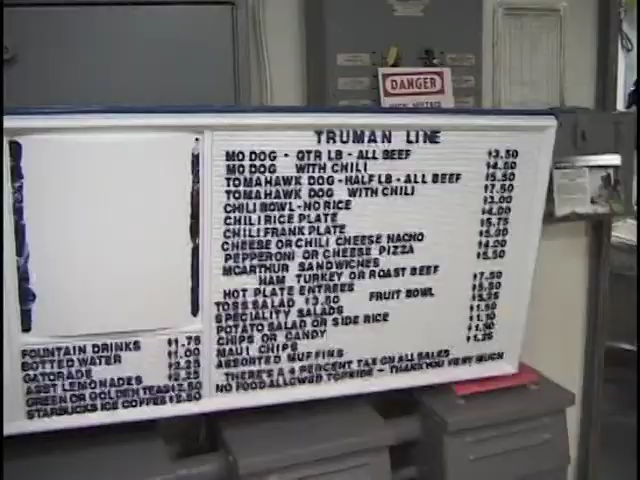 DANGER
HIGH VOLTAGE
TRUMAN LINE
MO DOG - QTR LB - ALL BEEF $3.50
MO DOG WITH CHILI $4.50
TOMAHAWK DOG - HALF LB - ALL BEEF $5.50
TOMAHAWK DOG WITH CHILI $7.50
CHILI BOWL - NO RICE $3.00
CHILI RICE PLATE $4.00
CHILI FRANK PLATE $5.75
CHEESE OR CHILI CHEESE NACHO $5.00
PEPPERONI OR CHEESE PIZZA $4.00
MCARTHUR SANDWICHES $5.50
HAM TURKEY OR ROAST BEEF
HOT PLATE ENTREES $7.50
TOSS SALAD $3.50 FRUIT BOWL $5.50
SPECIALITY SALADS $5.25
POTATO SALAD OR SIDE RICE $1.50
CHIPS OR CANDY $1.10
MAUI CHIPS $1.50
ASSORTED MUFFINS $1.25
THERE'S A 4 PERCENT TAX ON ALL SALES
NO FOOD ALLOWED TOPSIDE - THANK YOU VERY MUCH
FOUNTAIN DRINKS $1.75
BOTTED WATER $1.00
GATORADE $2.25
ASST LEMONADES $2.25
GREEN OR GOLDEN TEAS $2.50
STARBUCKS ICE COFFEE $2.50